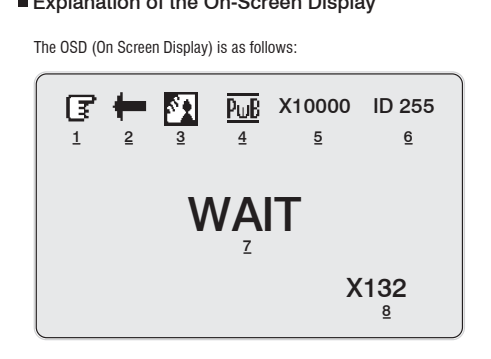 ■ Explanation of the On-Screen Display
The OSD (On Screen Display) is as follows:
PWB X10000 ID 255
1 2 3 4 5 6
WAIT
7
X132
8